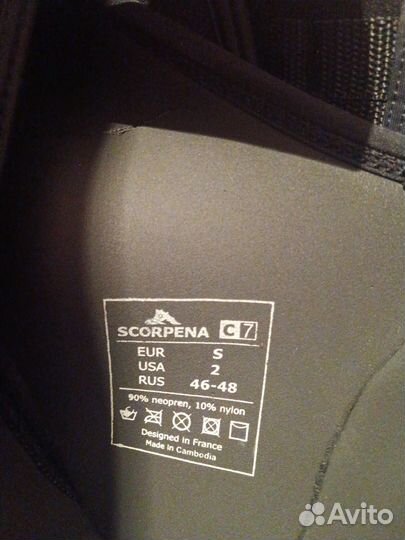 SCORPENA C7
EUR S
USA 2
RUS 46-48
90% neopren, 10% nylon
Designed in France
Made in Cambodia
Avito